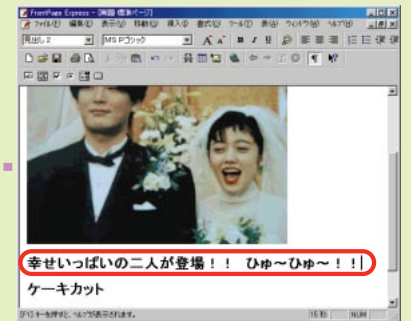 FrontPage Express - [無題 標準ページ]
ファイル(F) 編集(E) 表示(V) 移動(G) 挿入(I) 書式(O) ツール(T) 表(A) ウィンドウ(W) ヘルプ(H)
見出し 2 MS Pゴシック
幸せいっぱいの二人が登場!! ひゅ~ひゅ~!!
ケーキカット
[F1] キーを押すと、ヘルプが表示されます。 15 秒 NUM